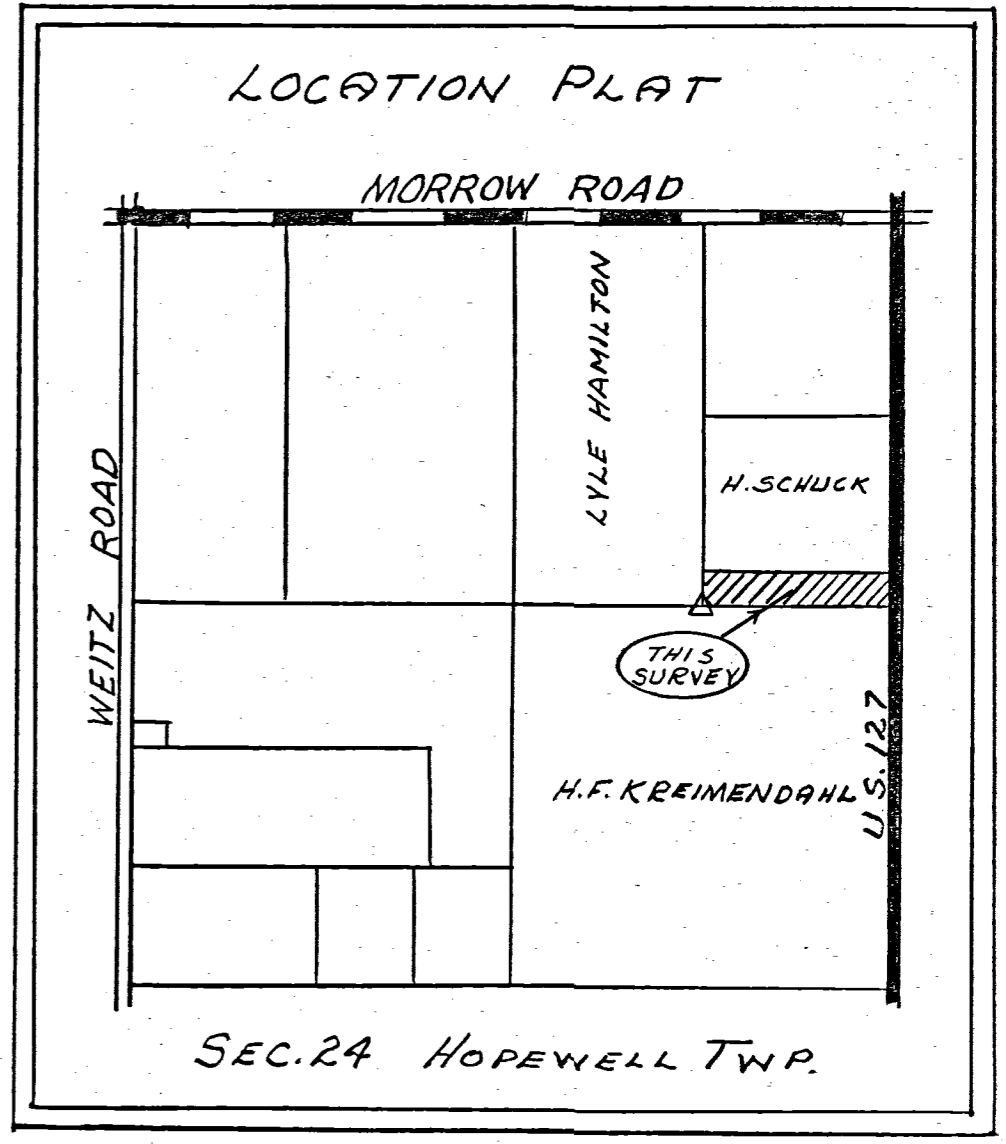 LOCATION PLAT
MORROW ROAD
LYLE HAMILTON
H. SCHUCK
WEITZ ROAD
THIS
SURVEY
U.S. 127
H.F. KREIMENDAHL
SEC. 24 HOPEWELL TWP.